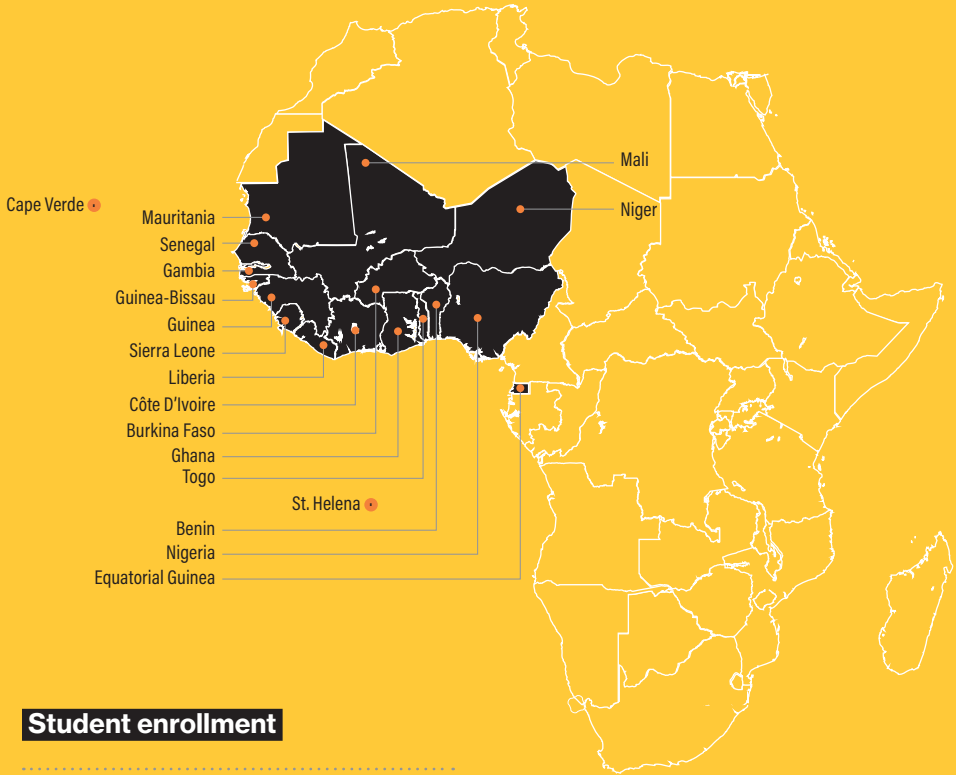 Mali
Niger
Cape Verde
Mauritania
Senegal
Gambia
Guinea-Bissau
Guinea
Sierra Leone
Liberia
Côte D'Ivoire
Burkina Faso
Ghana
Togo
St. Helena
Benin
Nigeria
Equatorial Guinea
Student enrollment